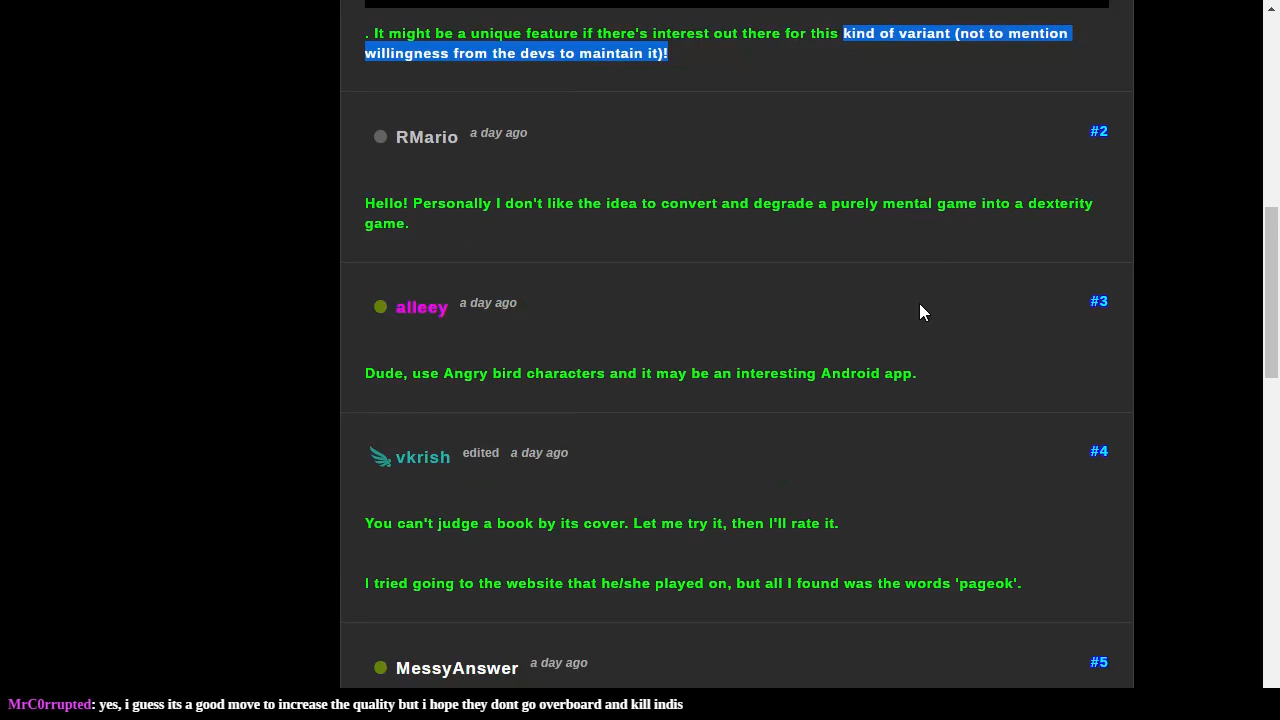 . It might be a unique feature if there's interest out there for this kind of variant (not to mention
willingness from the devs to maintain it)!
RMario a day ago #2
Hello! Personally I don't like the idea to convert and degrade a purely mental game into a dexterity
game.
alleey a day ago #3
Dude, use Angry bird characters and it may be an interesting Android app.
vkrish edited a day ago #4
You can't judge a book by its cover. Let me try it, then I'll rate it.
I tried going to the website that he/she played on, but all I found was the words 'pageok'.
MessyAnswer a day ago #5
MrC0rrupted: yes, i guess its a good move to increase the quality but i hope they dont go overboard and kill indis